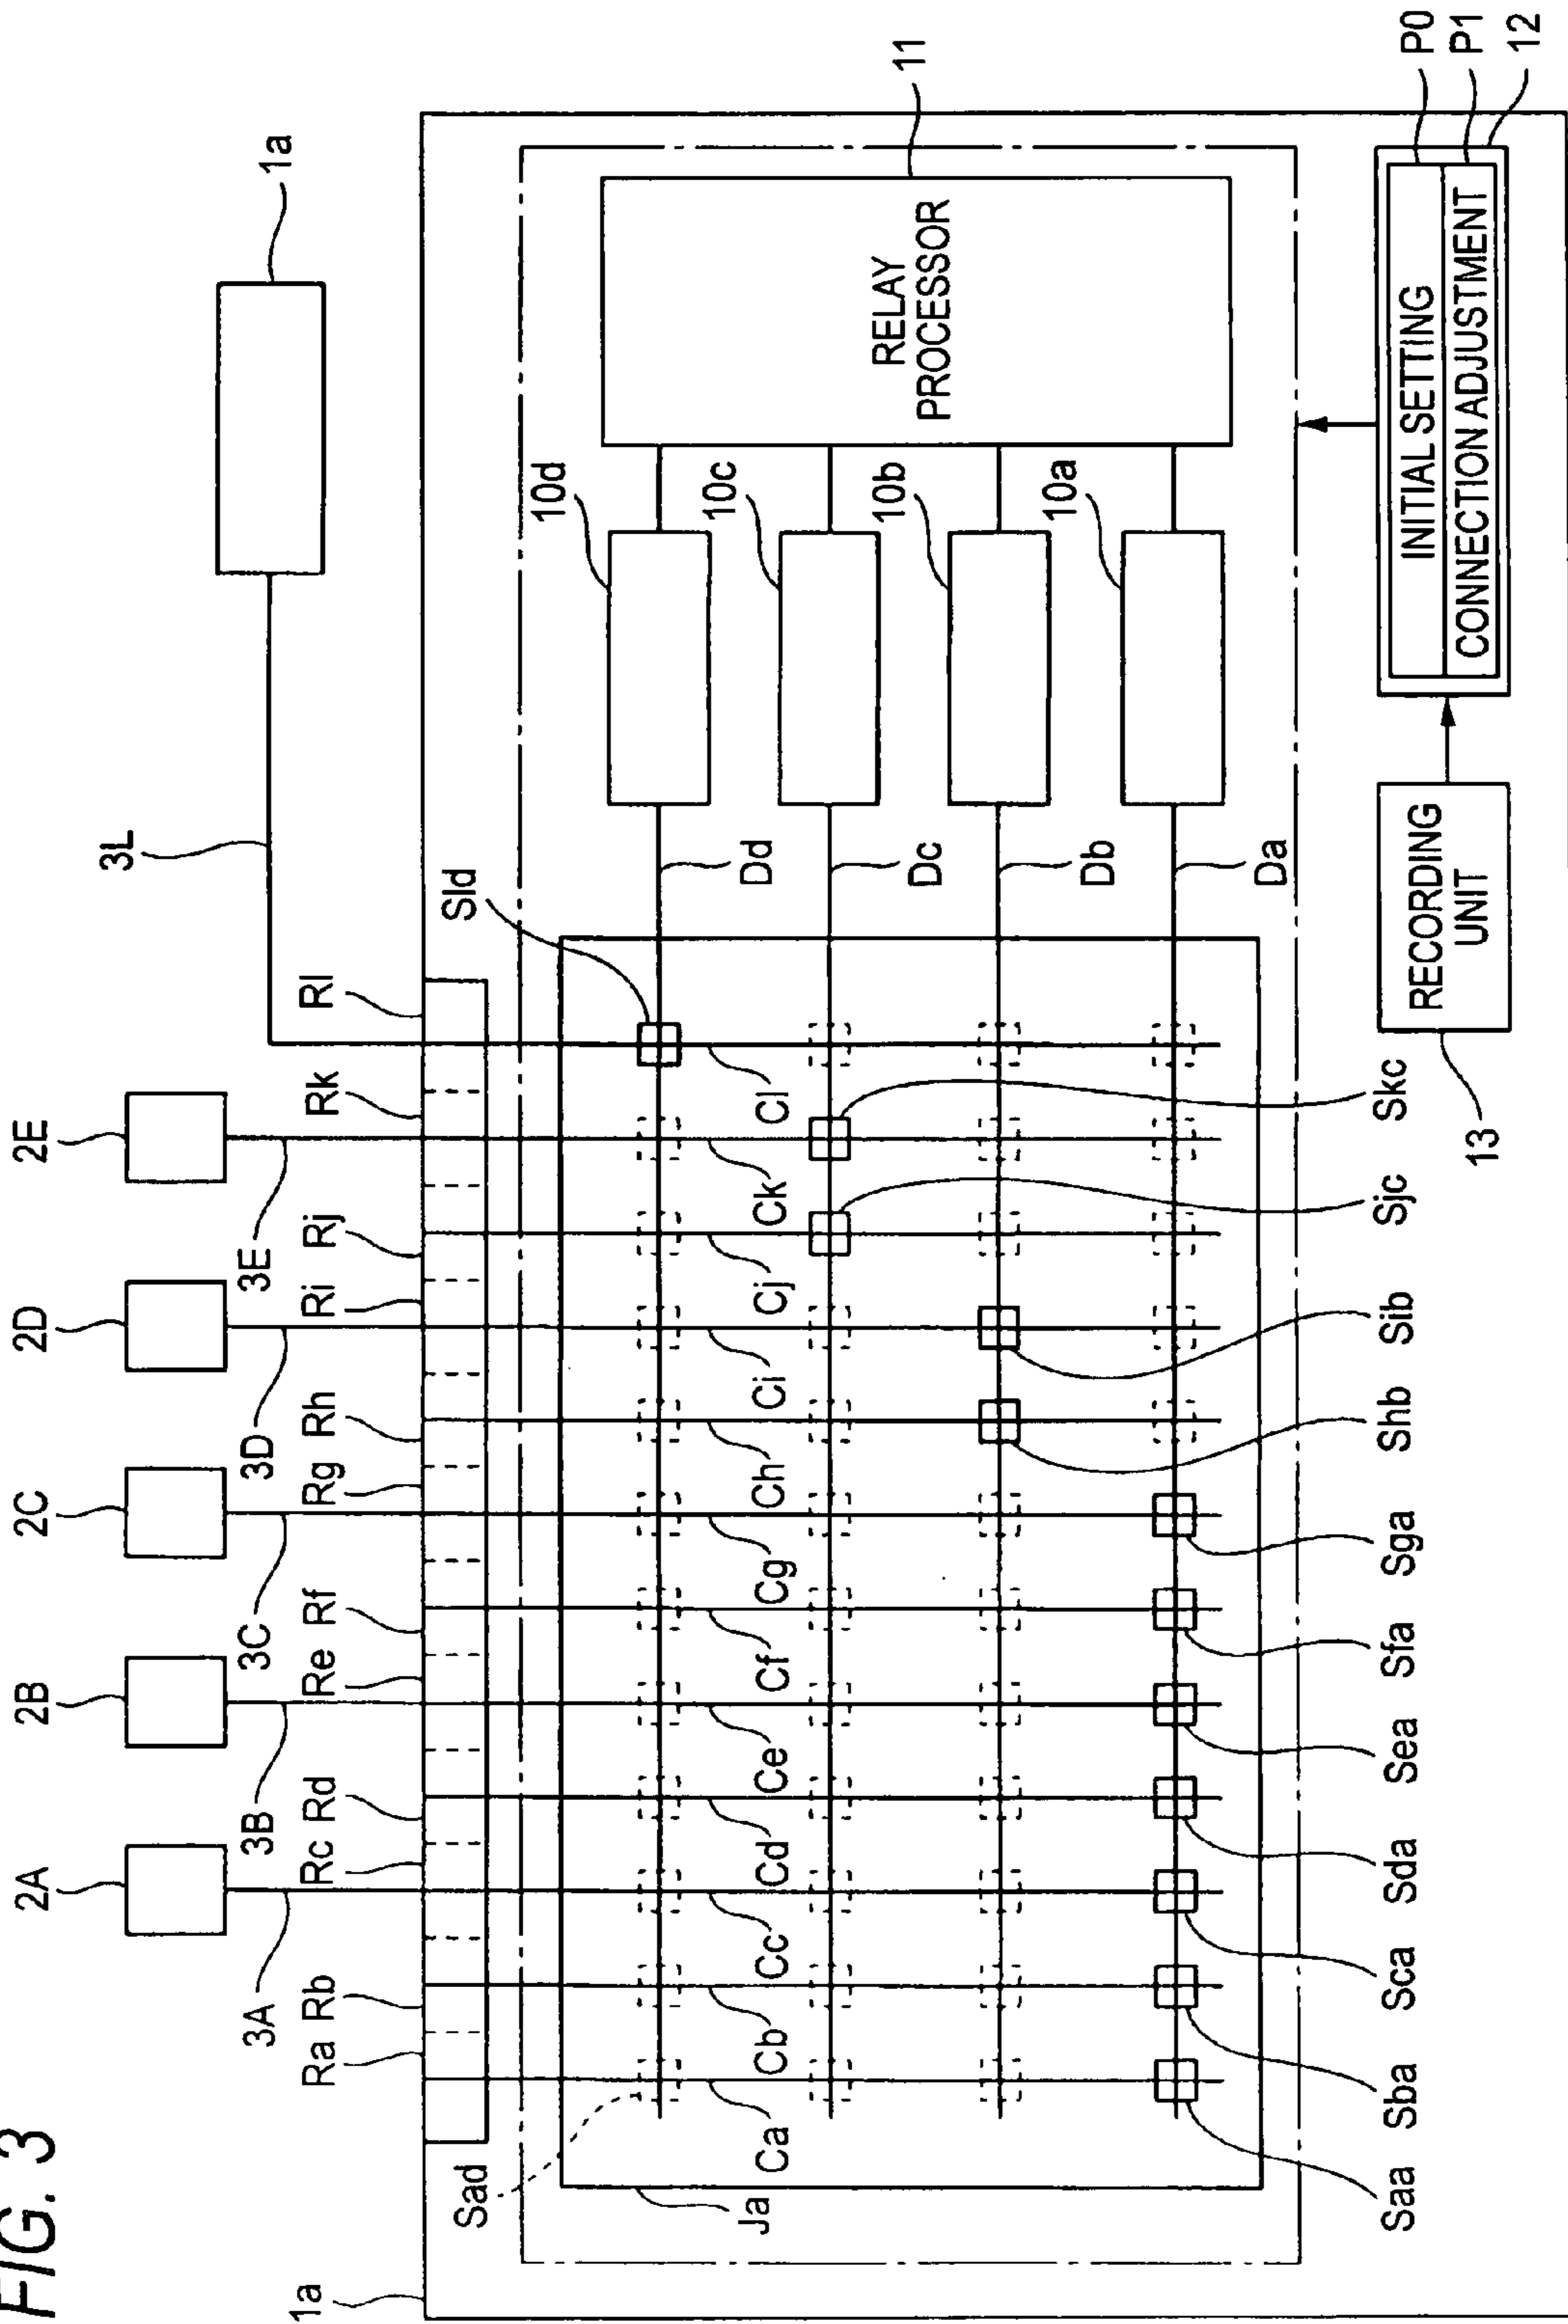 FIG. 3
2A
2B
2C
2D
2E
3A
3B
3C
3D
3E
3L
1a
1a
Ra
Rb
Rc
Rd
Re
Rf
Rg
Rh
Ri
Rj
Rk
Rl
Sad
Sld
Ja
Ca
Cb
Cc
Cd
Ce
Cf
Cg
Ch
Ci
Cj
Ck
Cl
Dd
Dc
Db
Da
10d
10c
10b
10a
RELAY
PROCESSOR
11
Saa
Sba
Sca
Sda
Sea
Sfa
Sga
Shb
Sib
Sjc
Skc
RECORDING
UNIT
13
INITIAL SETTING
CONNECTION ADJUSTMENT
P0
P1
12